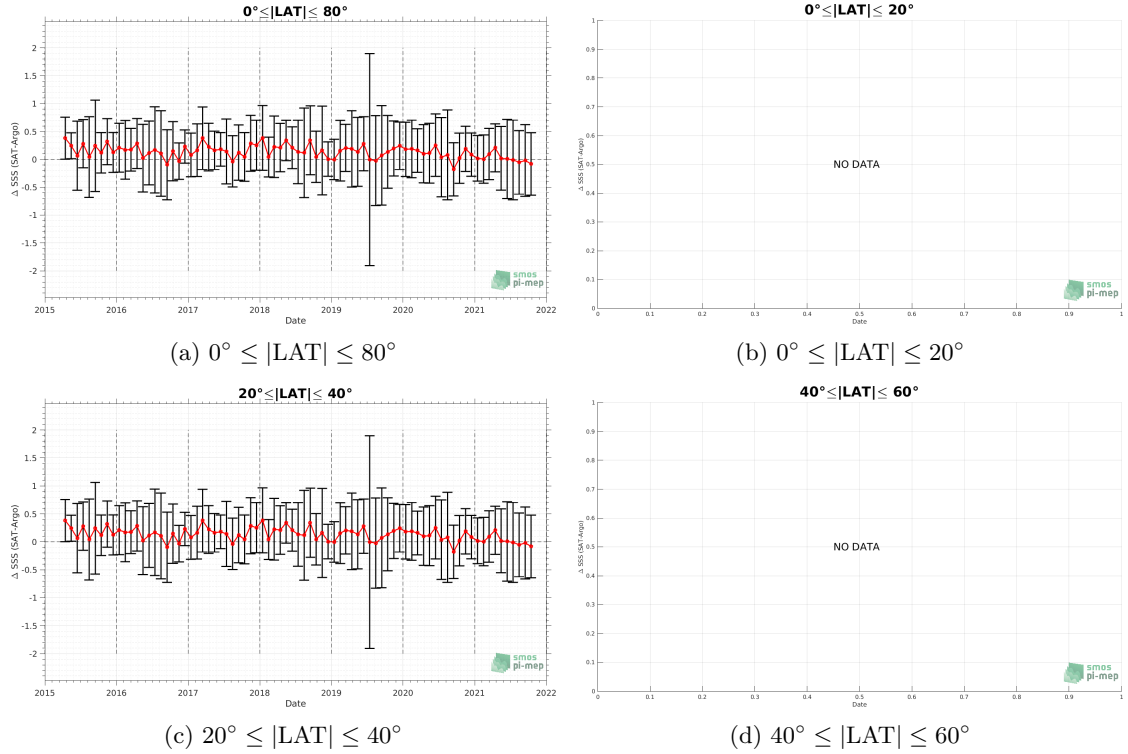 0°≤|LAT|≤ 80°
2
1.5
1
0.5
0
-0.5
-1
-1.5
-2
Δ SSS (SAT-Argo)
2015 2016 2017 2018 2019 2020 2021 2022
Date
smos
pi-mep
(a) 0° ≤ |LAT| ≤ 80°
0°≤|LAT|≤ 20°
1
0.9
0.8
0.7
0.6
0.5
0.4
0.3
0.2
0.1
0
Δ SSS (SAT-Argo)
NO DATA
0 0.1 0.2 0.3 0.4 0.5 0.6 0.7 0.8 0.9 1
Date
smos
pi-mep
(b) 0° ≤ |LAT| ≤ 20°
20°≤|LAT|≤ 40°
2
1.5
1
0.5
0
-0.5
-1
-1.5
-2
Δ SSS (SAT-Argo)
2015 2016 2017 2018 2019 2020 2021 2022
Date
smos
pi-mep
(c) 20° ≤ |LAT| ≤ 40°
40°≤|LAT|≤ 60°
1
0.9
0.8
0.7
0.6
0.5
0.4
0.3
0.2
0.1
0
Δ SSS (SAT-Argo)
NO DATA
0 0.1 0.2 0.3 0.4 0.5 0.6 0.7 0.8 0.9 1
Date
smos
pi-mep
(d) 40° ≤ |LAT| ≤ 60°